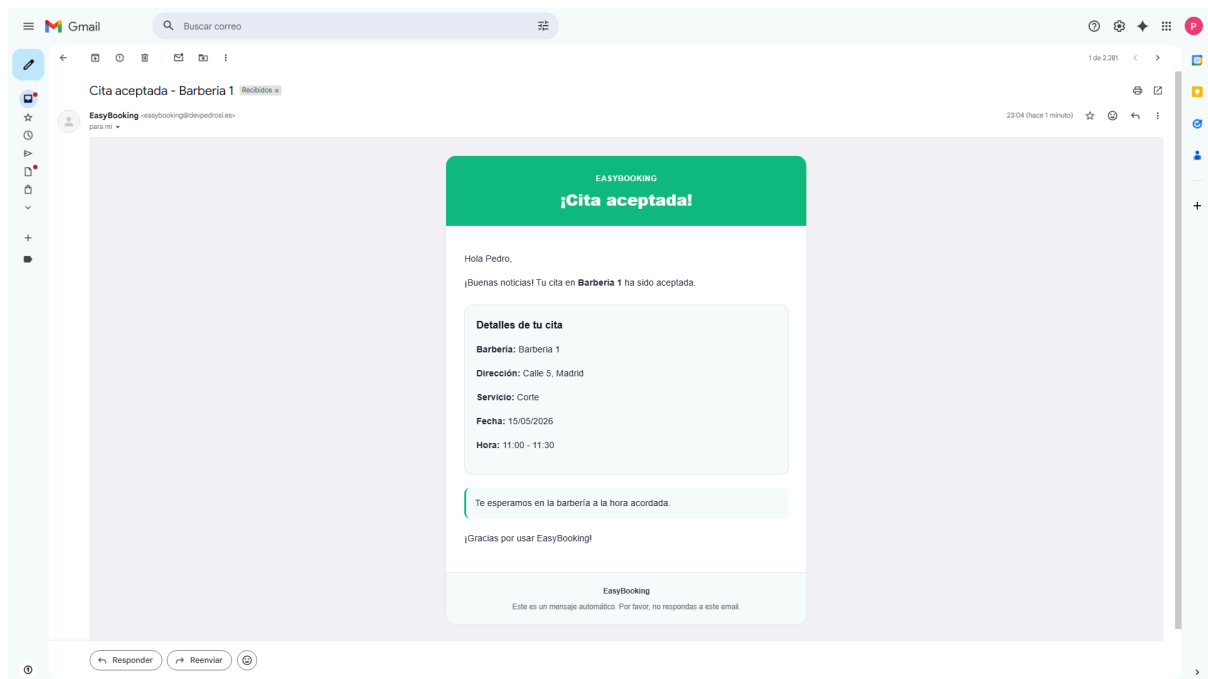 Gmail
Buscar correo
P
1 de 2.281
Cita aceptada - Barberia 1 Recibidos ×
EasyBooking <easybooking@devpedrosl.es>
23:04 (hace 1 minuto)
para mí
EASYBOOKING
¡Cita aceptada!
Hola Pedro,
¡Buenas noticias! Tu cita en Barberia 1 ha sido aceptada.
Detalles de tu cita
Barbería: Barberia 1
Dirección: Calle 5, Madrid
Servicio: Corte
Fecha: 15/05/2026
Hora: 11:00 - 11:30
Te esperamos en la barbería a la hora acordada.
¡Gracias por usar EasyBooking!
EasyBooking
Este es un mensaje automático. Por favor, no respondas a este email.
Responder
Reenviar